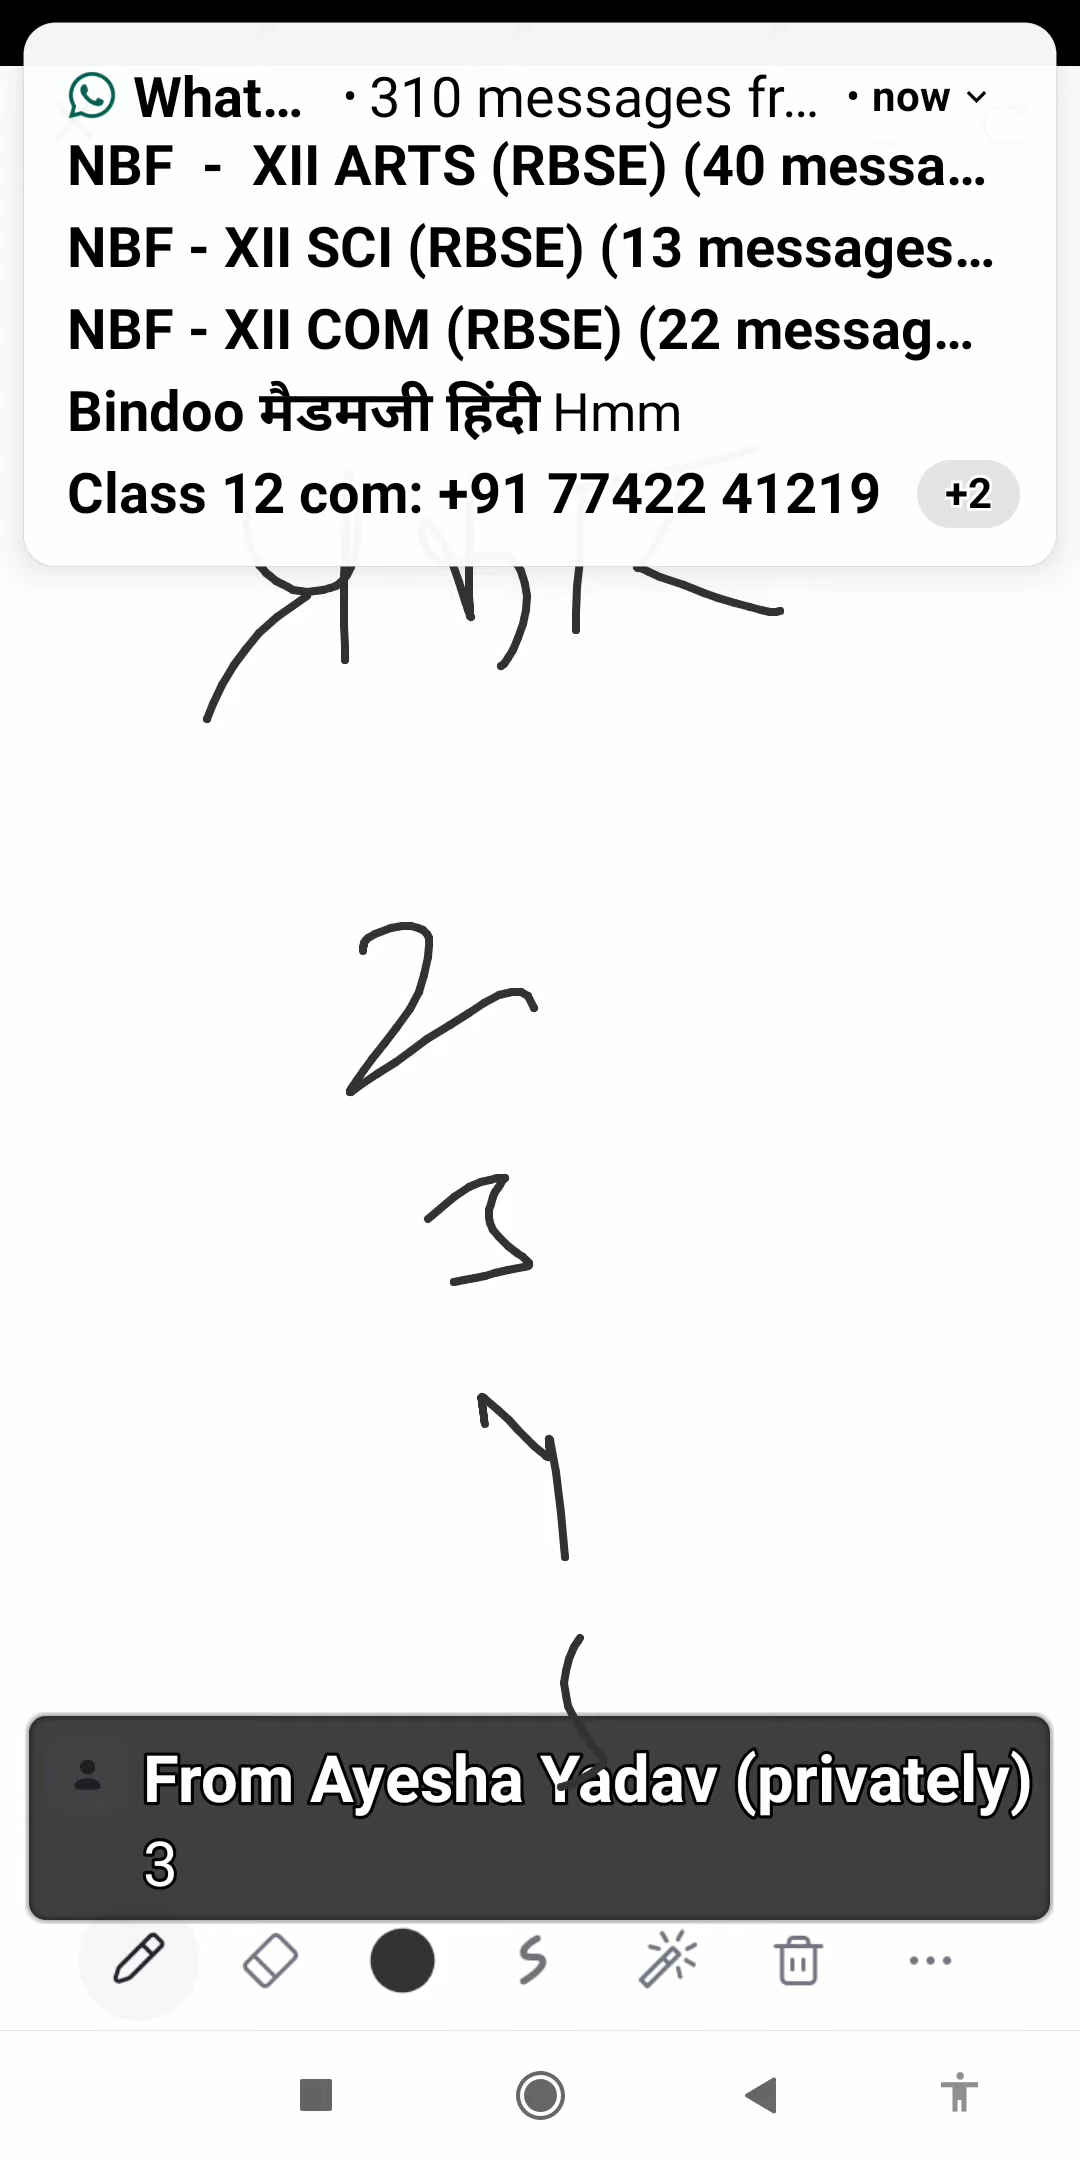 What... · 310 messages fr... · now
NBF - XII ARTS (RBSE) (40 messa...
NBF - XII SCI (RBSE) (13 messages...
NBF - XII COM (RBSE) (22 messag...
Bindoo मैडमजी हिंदी Hmm
Class 12 com: +91 77422 41219 +2
2
3
From Ayesha Yadav (privately)
3